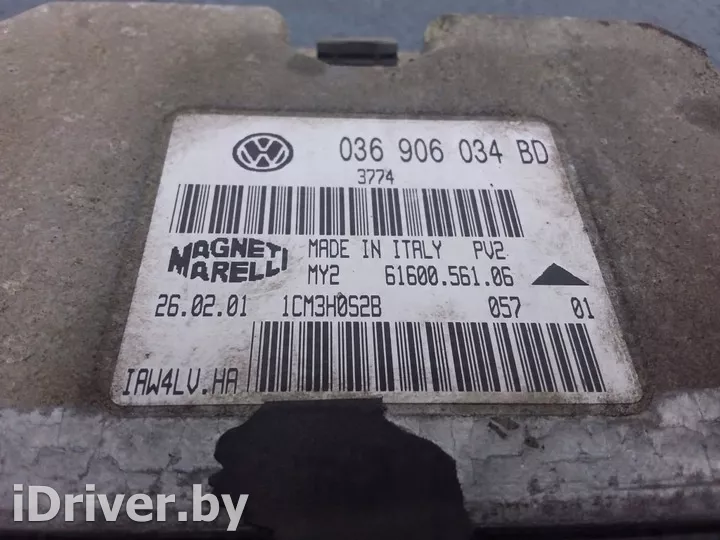 036 906 034 BD
3774
MAGNETI MARELLI MADE IN ITALY PV2
MY2 61600.561.06
26.02.01 1CM3H0S2B 057 01
IAW4LV.HA
iDriver.by